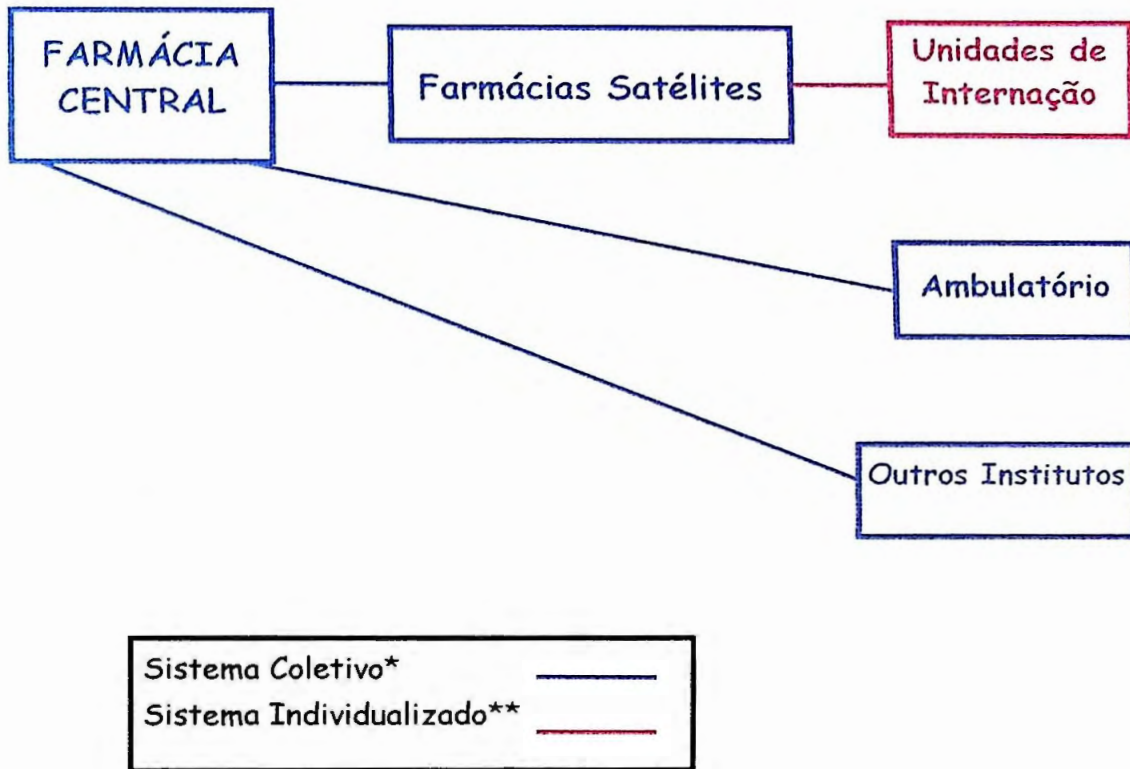 FARMÁCIA
CENTRAL
Farmácias Satélites
Unidades de
Internação
Ambulatório
Outros Institutos
Sistema Coletivo*
Sistema Individualizado**